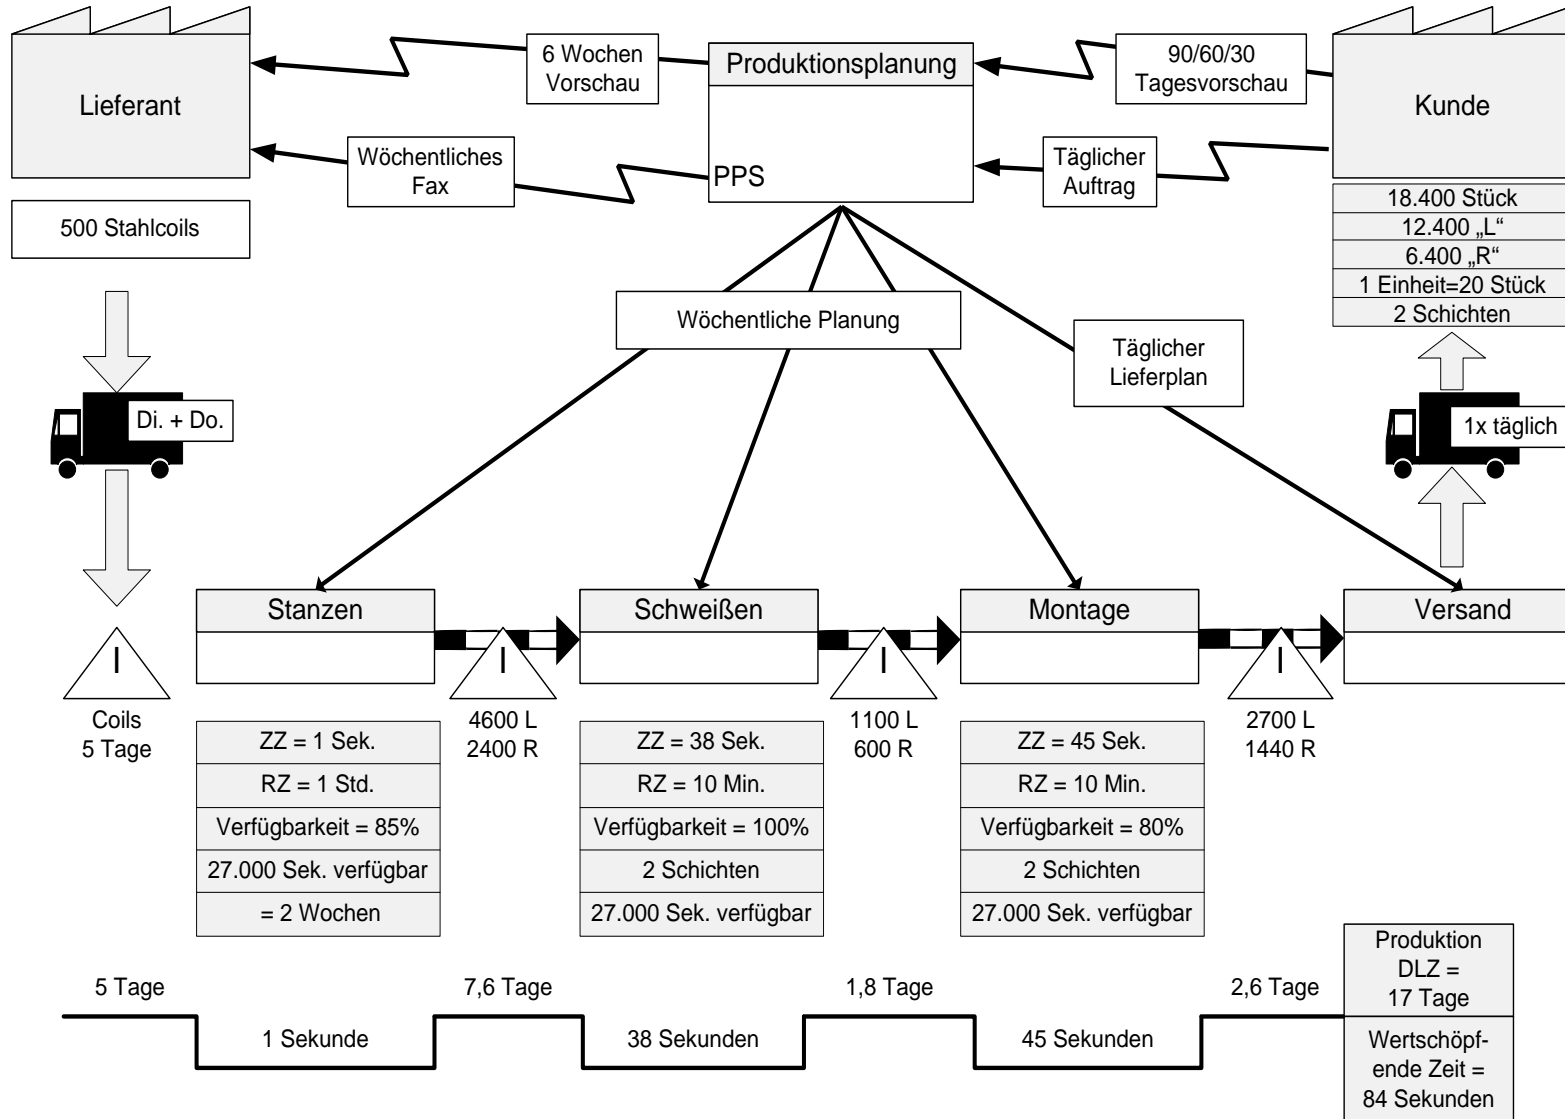 Lieferant
6 Wochen
Vorschau
Produktionsplanung
90/60/30
Tagesvorschau
Kunde
Wöchentliches
Fax
PPS
Täglicher
Auftrag
500 Stahlcoils
18.400 Stück
12.400 „L“
6.400 „R“
1 Einheit=20 Stück
2 Schichten
Wöchentliche Planung
Täglicher
Lieferplan
Di. + Do.
1x täglich
Stanzen
Schweißen
Montage
Versand
I
I
I
I
Coils
5 Tage
4600 L
2400 R
1100 L
600 R
2700 L
1440 R
ZZ = 1 Sek.
RZ = 1 Std.
Verfügbarkeit = 85%
27.000 Sek. verfügbar
= 2 Wochen
ZZ = 38 Sek.
RZ = 10 Min.
Verfügbarkeit = 100%
2 Schichten
27.000 Sek. verfügbar
ZZ = 45 Sek.
RZ = 10 Min.
Verfügbarkeit = 80%
2 Schichten
27.000 Sek. verfügbar
5 Tage
7,6 Tage
1,8 Tage
2,6 Tage
1 Sekunde
38 Sekunden
45 Sekunden
Produktion
DLZ =
17 Tage
Wertschöpf-
ende Zeit =
84 Sekunden